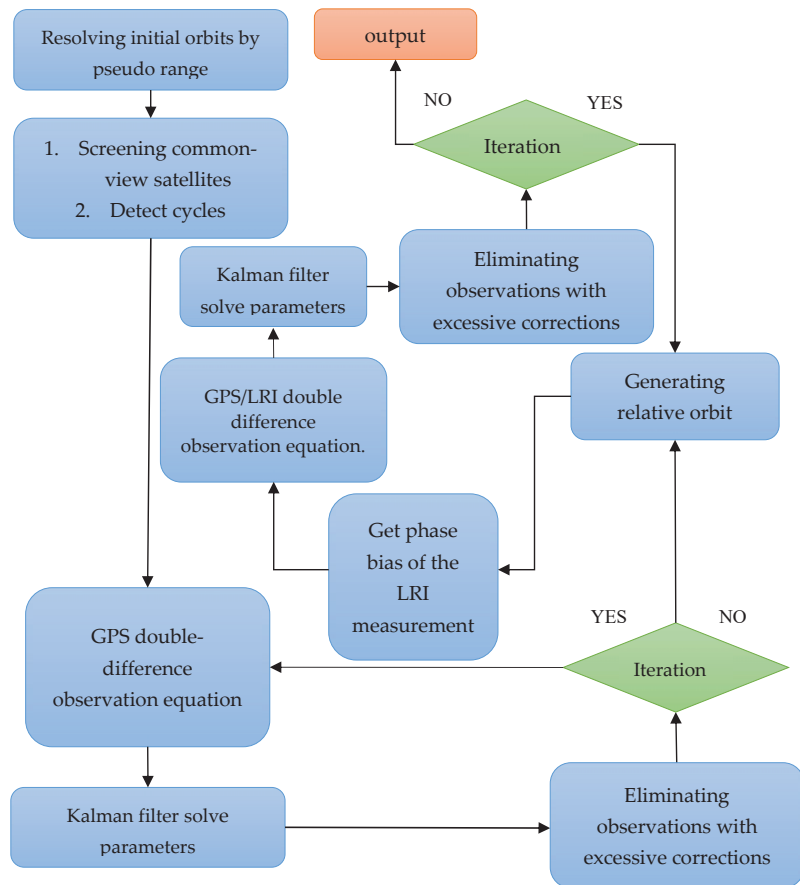 Resolving initial orbits by
pseudo range
output
NO
YES
Iteration
1. Screening common-
view satellites
2. Detect cycles
Kalman filter
solve parameters
Eliminating
observations with
excessive corrections
GPS/LRI double
difference
observation equation.
Generating
relative orbit
Get phase
bias of the
LRI
measurement
GPS double-
difference
observation equation
YES
NO
Iteration
Kalman filter solve
parameters
Eliminating
observations with
excessive corrections